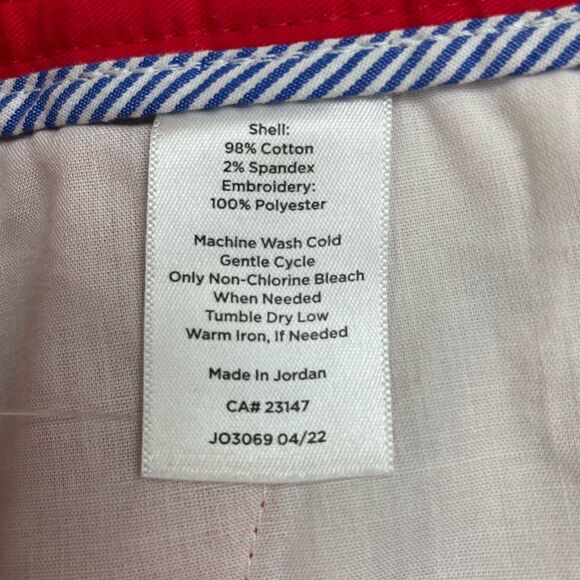 Shell:
98% Cotton
2% Spandex
Embroidery:
100% Polyester
Machine Wash Cold
Gentle Cycle
Only Non-Chlorine Bleach
When Needed
Tumble Dry Low
Warm Iron, If Needed
Made In Jordan
CA# 23147
JO3069 04/22